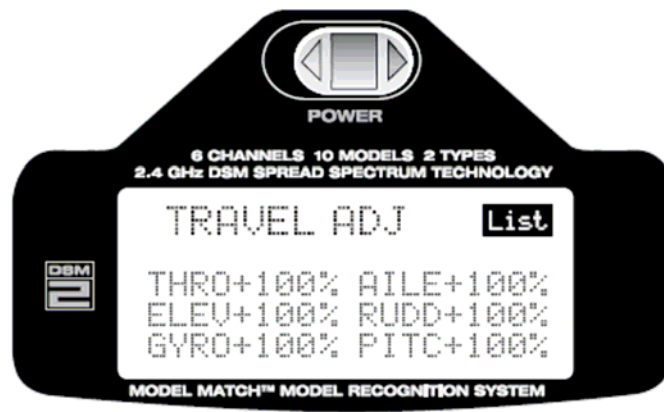 POWER
6 CHANNELS 10 MODELS 2 TYPES
2.4 GHz DSM SPREAD SPECTRUM TECHNOLOGY
TRAVEL ADJ List
DSM
2
THRO+100% AILE+100%
ELEV+100% RUDD+100%
GYRO+100% PITC+100%
MODEL MATCH™ MODEL RECOGNITION SYSTEM